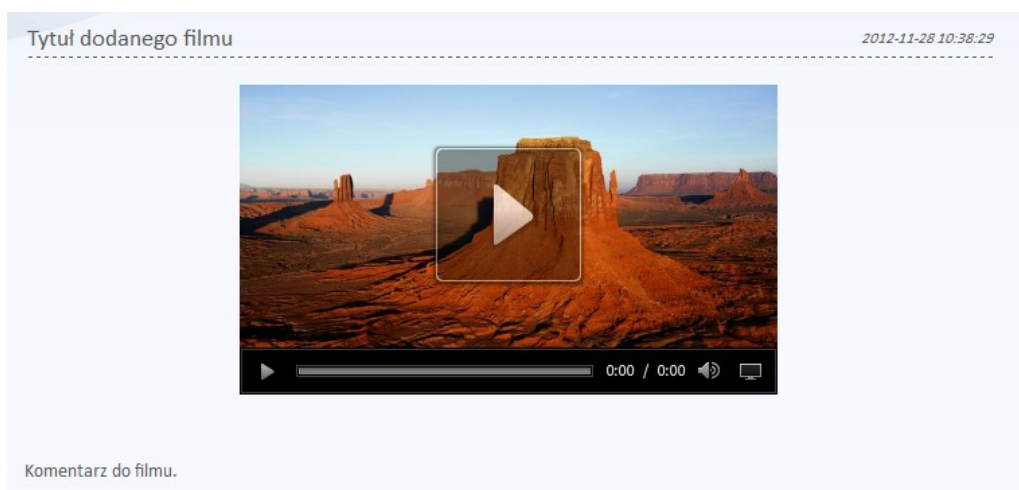 Tytuł dodanego filmu
2012-11-28 10:38:29
0:00 / 0:00
Komentarz do filmu.